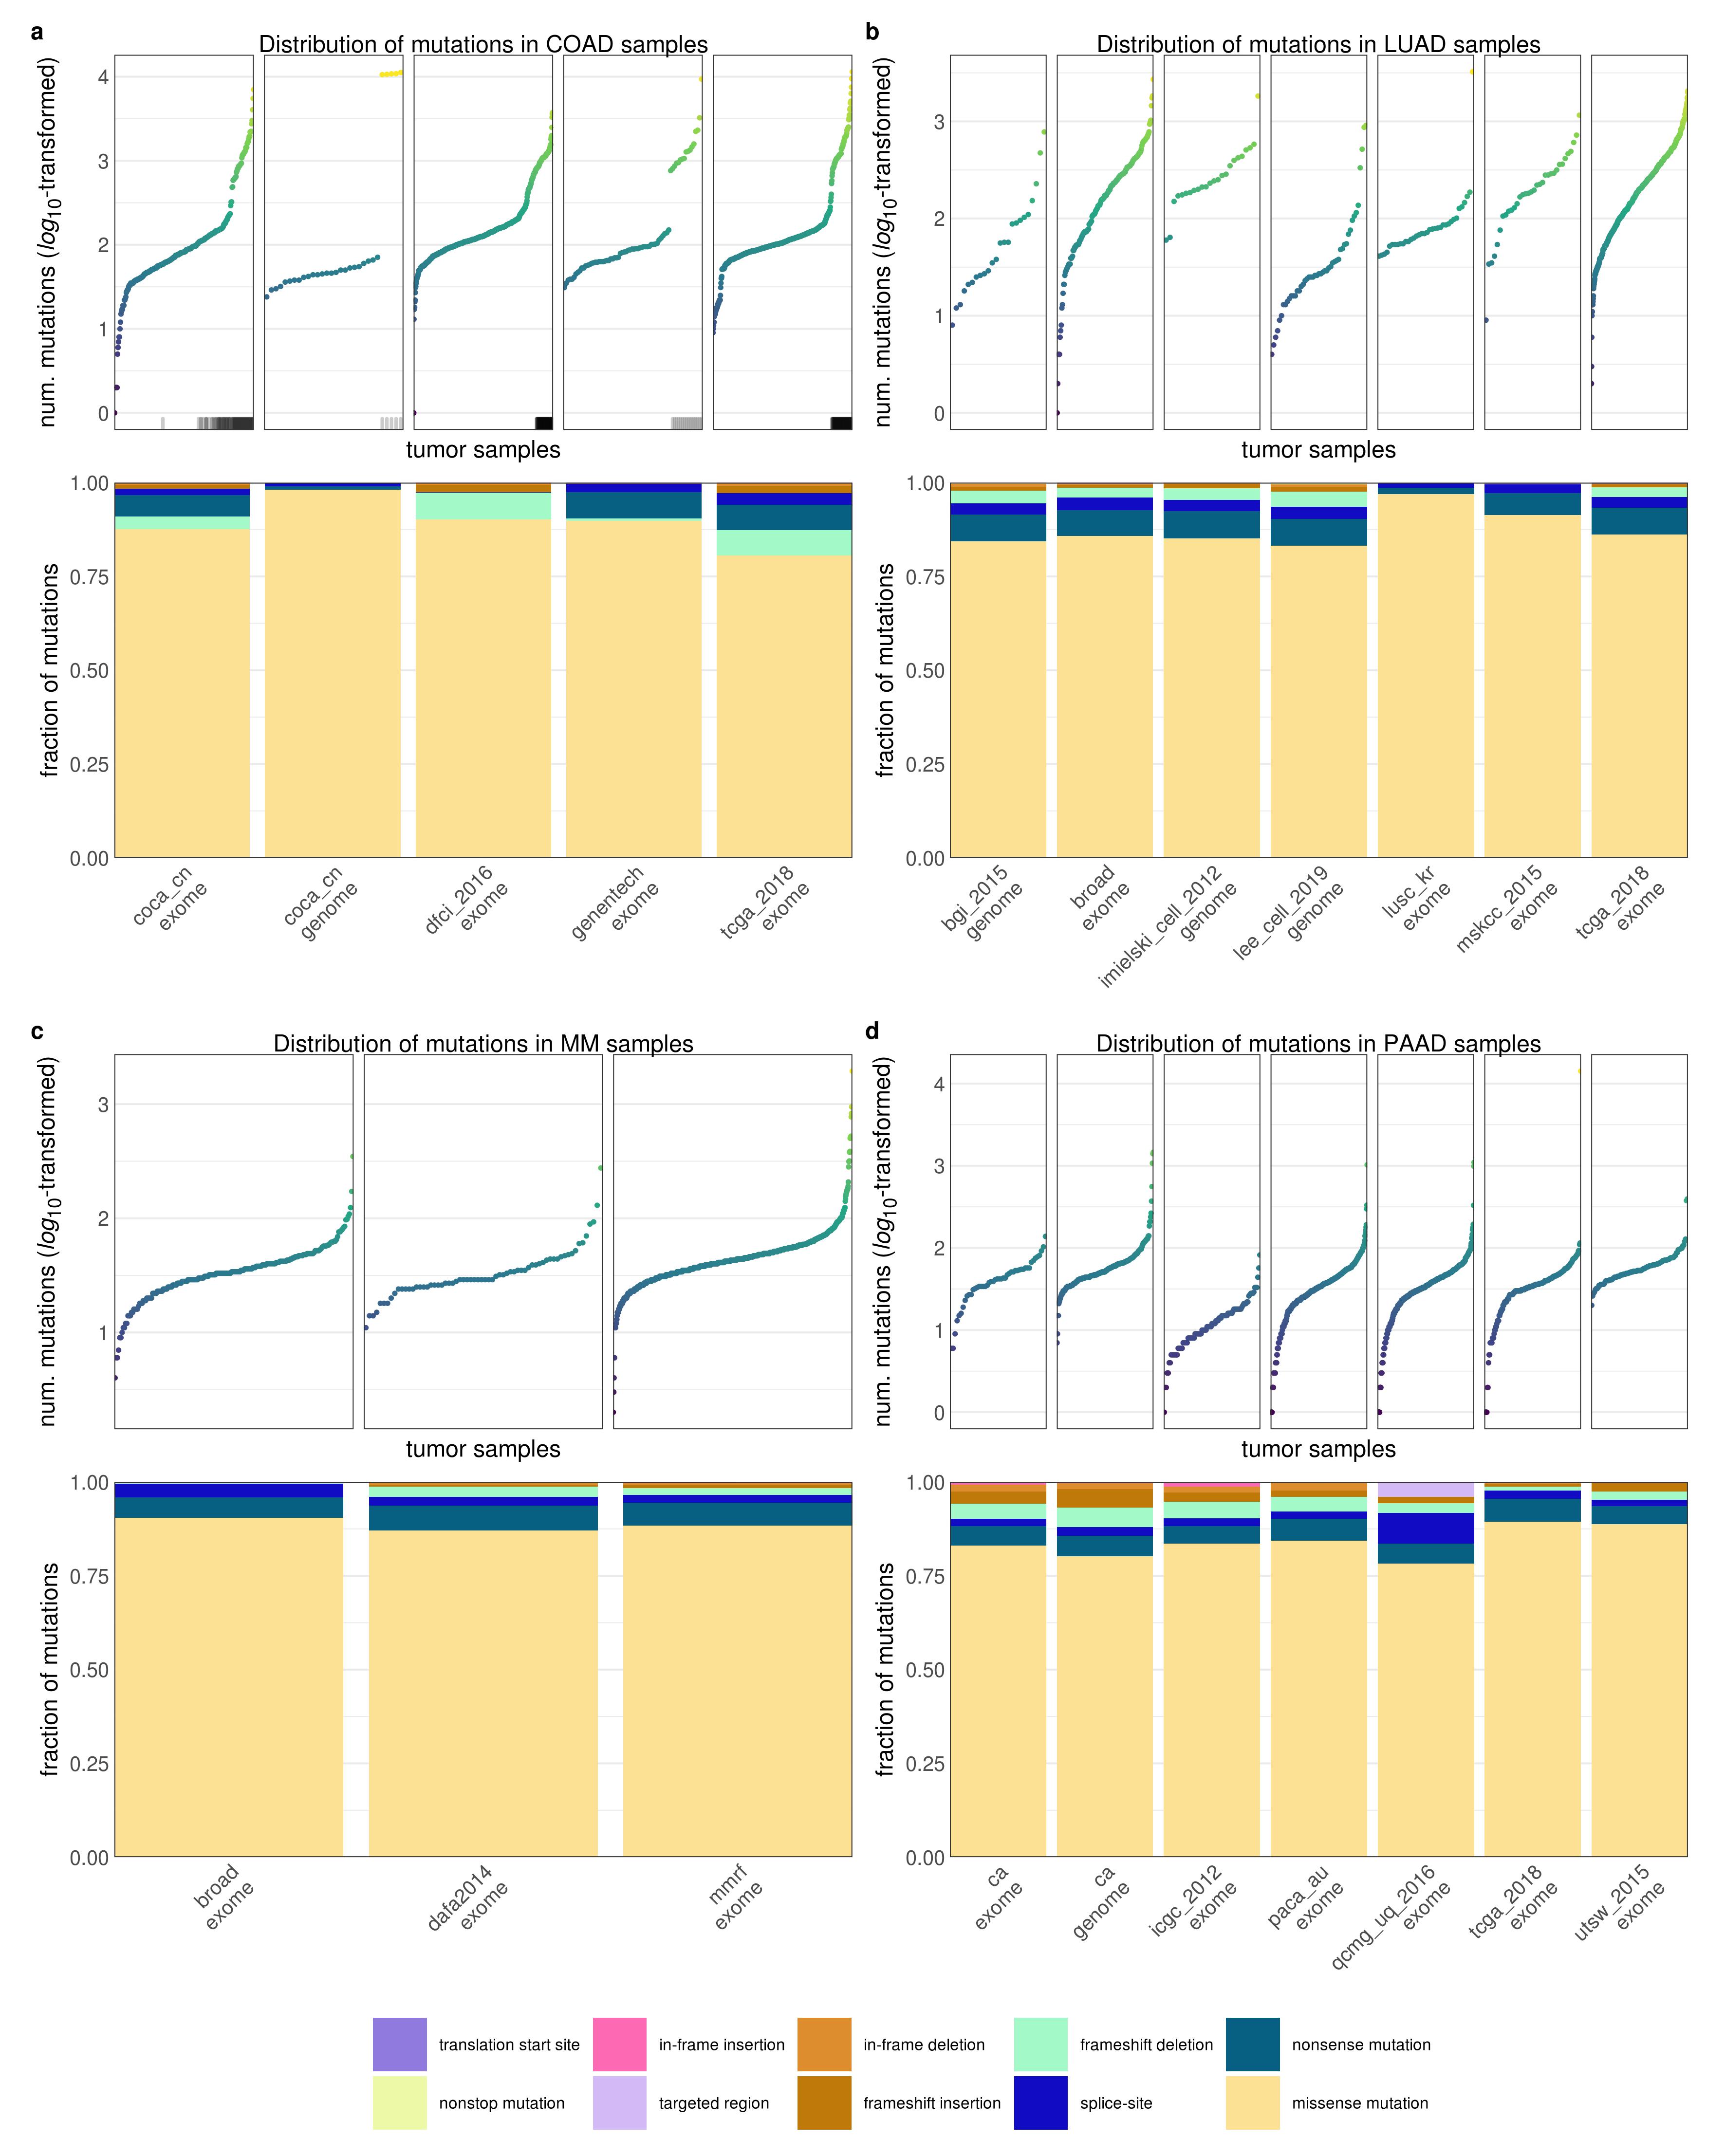 a
Distribution of mutations in COAD samples
num. mutations (log10-transformed)
4
3
2
1
0
tumor samples
fraction of mutations
1.00
0.75
0.50
0.25
0.00
coca_cn
exome
coca_cn
genome
dfci_2016
exome
genentech
exome
tcga_2018
exome
b
Distribution of mutations in LUAD samples
num. mutations (log10-transformed)
3
2
1
0
tumor samples
fraction of mutations
1.00
0.75
0.50
0.25
0.00
bgi_2015
genome
broad
exome
imielski_cell_2012
genome
lee_cell_2019
genome
lusc_kr
exome
mskcc_2015
exome
tcga_2018
exome
c
Distribution of mutations in MM samples
num. mutations (log10-transformed)
3
2
1
tumor samples
fraction of mutations
1.00
0.75
0.50
0.25
0.00
broad
exome
dafa2014
exome
mmrf
exome
d
Distribution of mutations in PAAD samples
num. mutations (log10-transformed)
4
3
2
1
0
tumor samples
fraction of mutations
1.00
0.75
0.50
0.25
0.00
ca
exome
ca
genome
icgc_2012
exome
paca_au
exome
qcmg_uq_2016
exome
tcga_2018
exome
utsw_2015
exome
translation start site
in-frame insertion
in-frame deletion
frameshift deletion
nonsense mutation
nonstop mutation
targeted region
frameshift insertion
splice-site
missense mutation